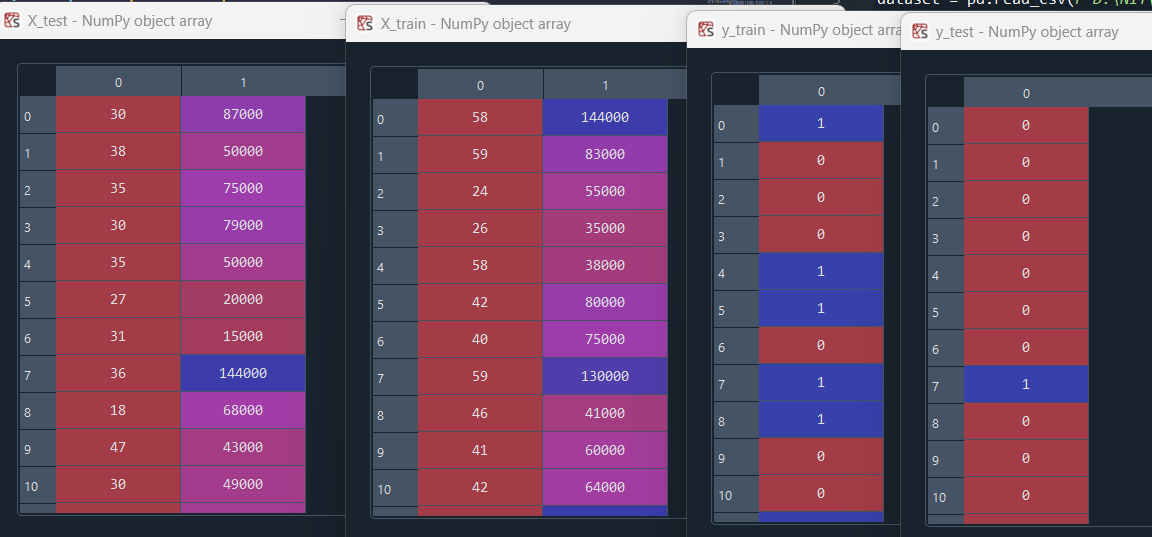 dataset = pd.read_csv(r"D:\NIT
X_test - NumPy object array
X_train - NumPy object array
y_train - NumPy object arra
y_test - NumPy object array
0 1
0 30 87000
1 38 50000
2 35 75000
3 30 79000
4 35 50000
5 27 20000
6 31 15000
7 36 144000
8 18 68000
9 47 43000
10 30 49000
0 1
0 58 144000
1 59 83000
2 24 55000
3 26 35000
4 58 38000
5 42 80000
6 40 75000
7 59 130000
8 46 41000
9 41 60000
10 42 64000
0
0 1
1 0
2 0
3 0
4 1
5 1
6 0
7 1
8 1
9 0
10 0
0
0 0
1 0
2 0
3 0
4 0
5 0
6 0
7 1
8 0
9 0
10 0